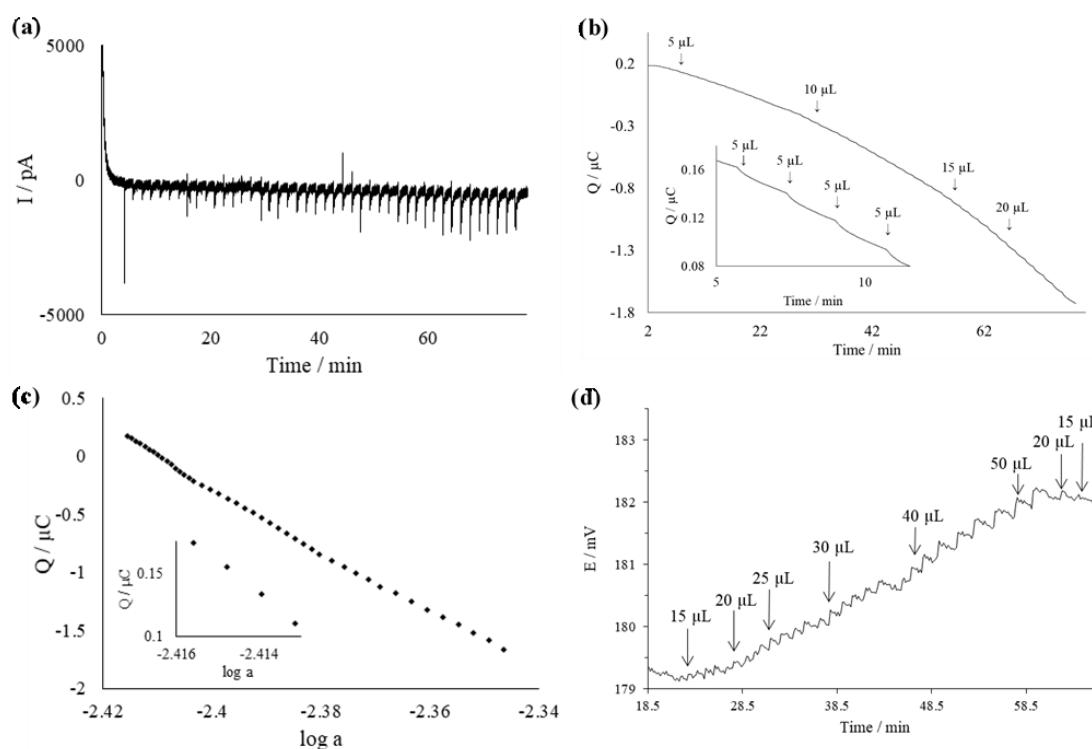 (a)
5000
0
-5000
I / pA
0
20
40
60
Time / min
(b)
0.2
-0.3
-0.8
-1.3
-1.8
Q / µC
5 µL
10 µL
15 µL
20 µL
0.16
0.12
0.08
Q / µC
5 µL
5 µL
5 µL
5 µL
5
10
Time / min
2
22
42
62
Time / min
(c)
0.5
0
-0.5
-1
-1.5
-2
Q / µC
0.15
0.1
Q / µC
-2.416
-2.414
log a
-2.42
-2.4
-2.38
-2.36
-2.34
log a
(d)
183
182
181
180
179
E / mV
15 µL
20 µL
25 µL
30 µL
40 µL
50 µL
20 µL
15 µL
18.5
28.5
38.5
48.5
58.5
Time / min